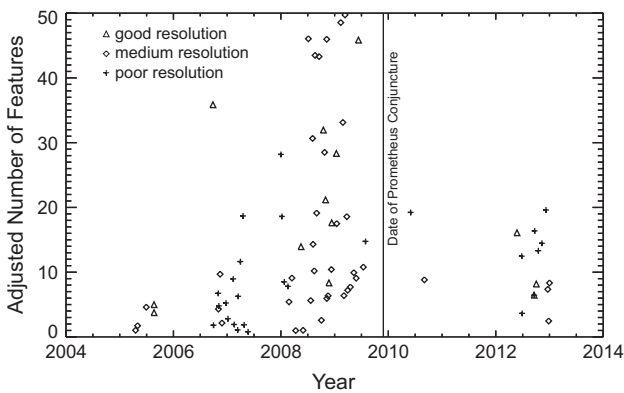 50
40
30
20
10
0
Adjusted Number of Features
good resolution
medium resolution
poor resolution
Date of Prometheus Conjuncture
2004 2006 2008 2010 2012 2014
Year